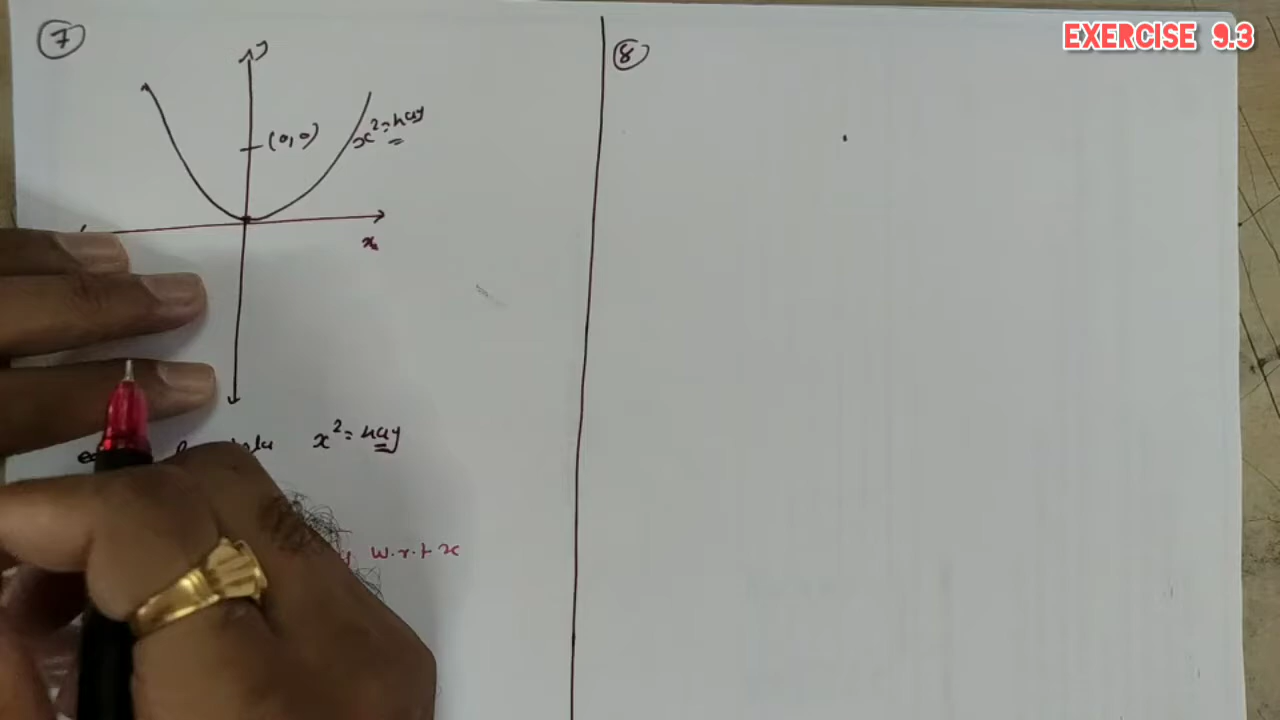 EXERCISE 9.3
7
y
(0,0)
x²=4ay
x
x²=4ay
w.r.t x
8